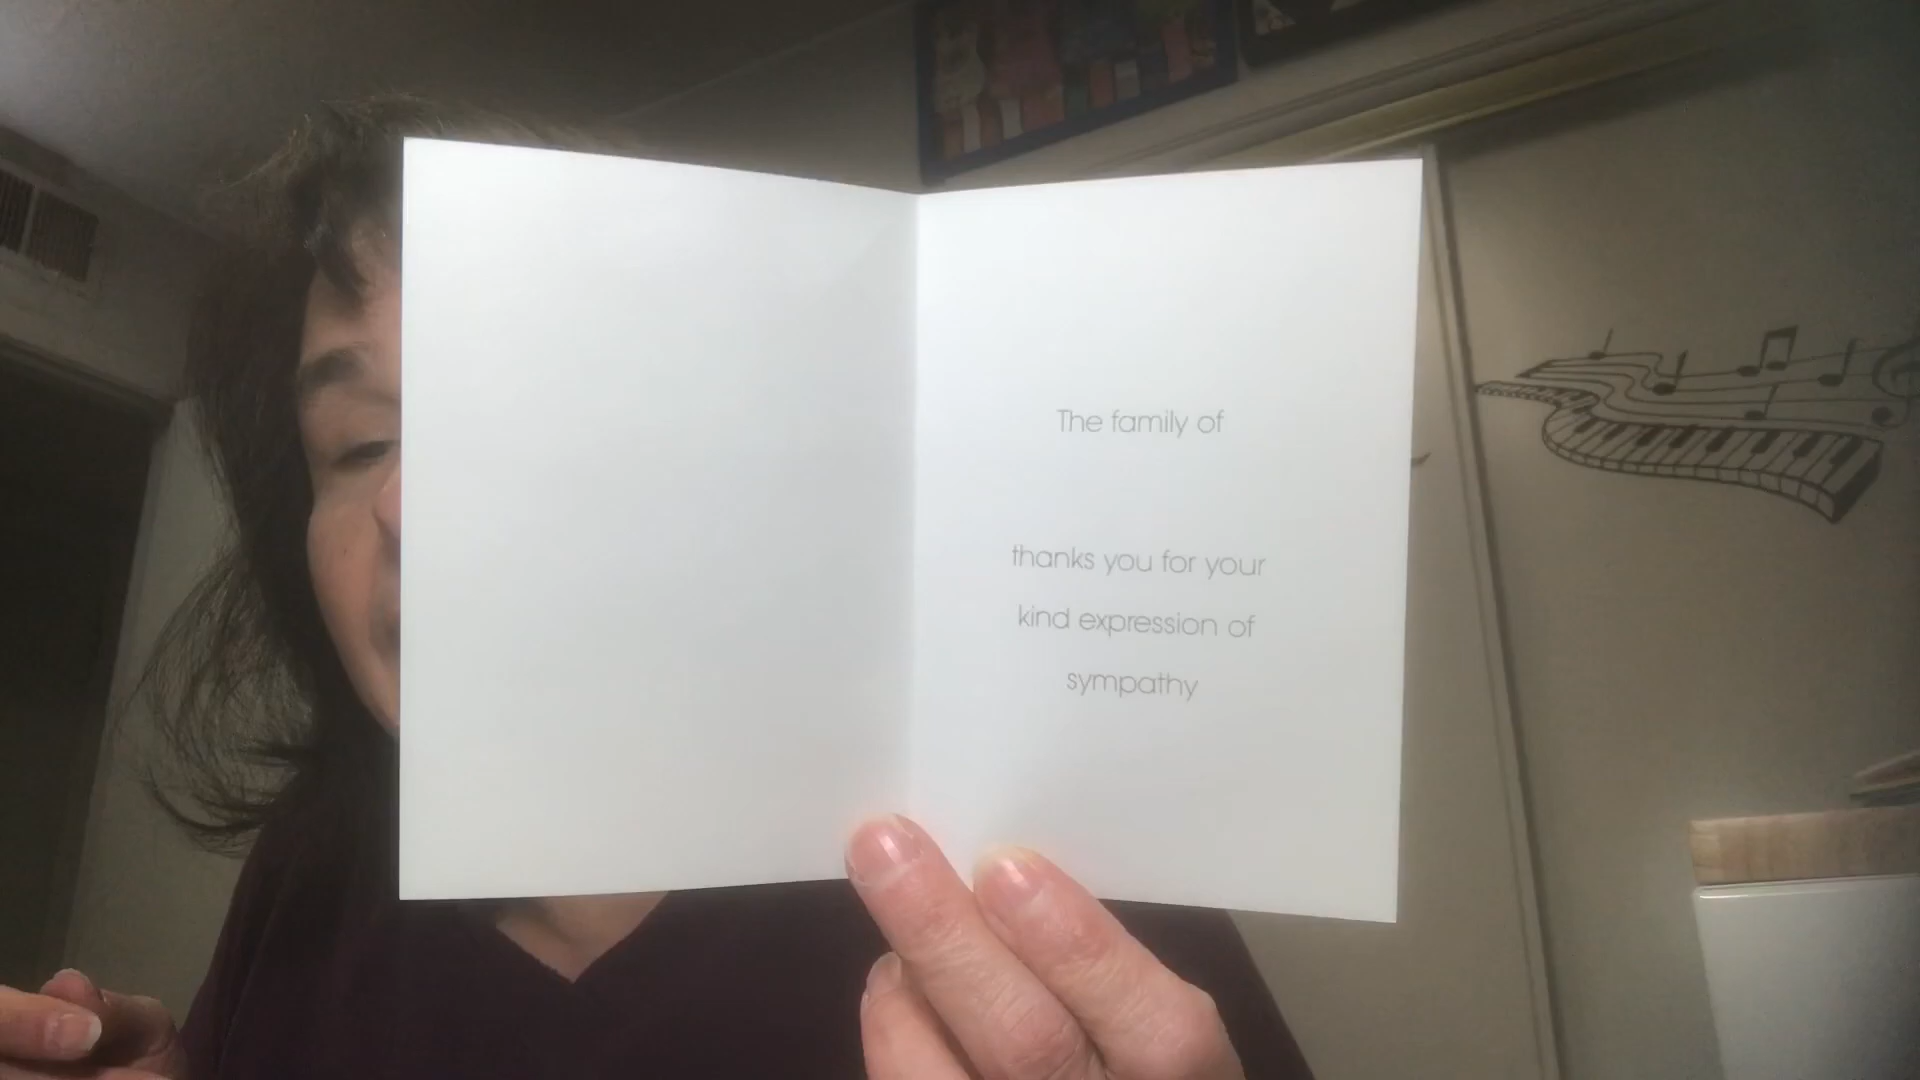 The family of
thanks you for your
kind expression of
sympathy